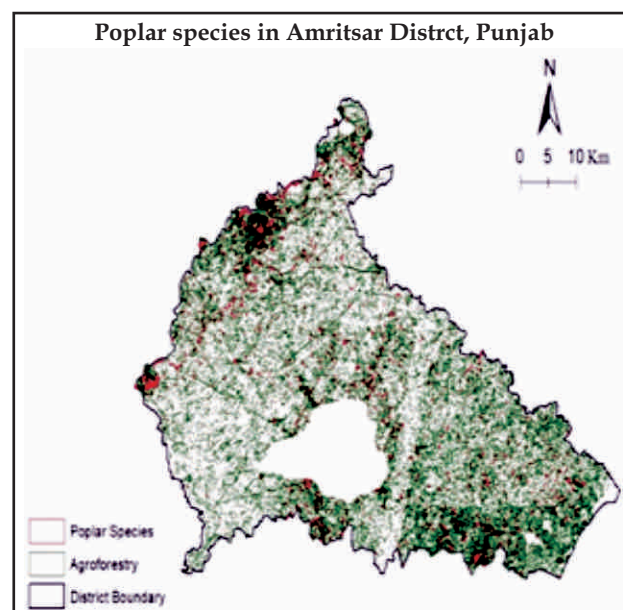 Poplar species in Amritsar Distrct, Punjab
N
0 5 10 Km
Poplar Species
Agroforestry
District Boundary